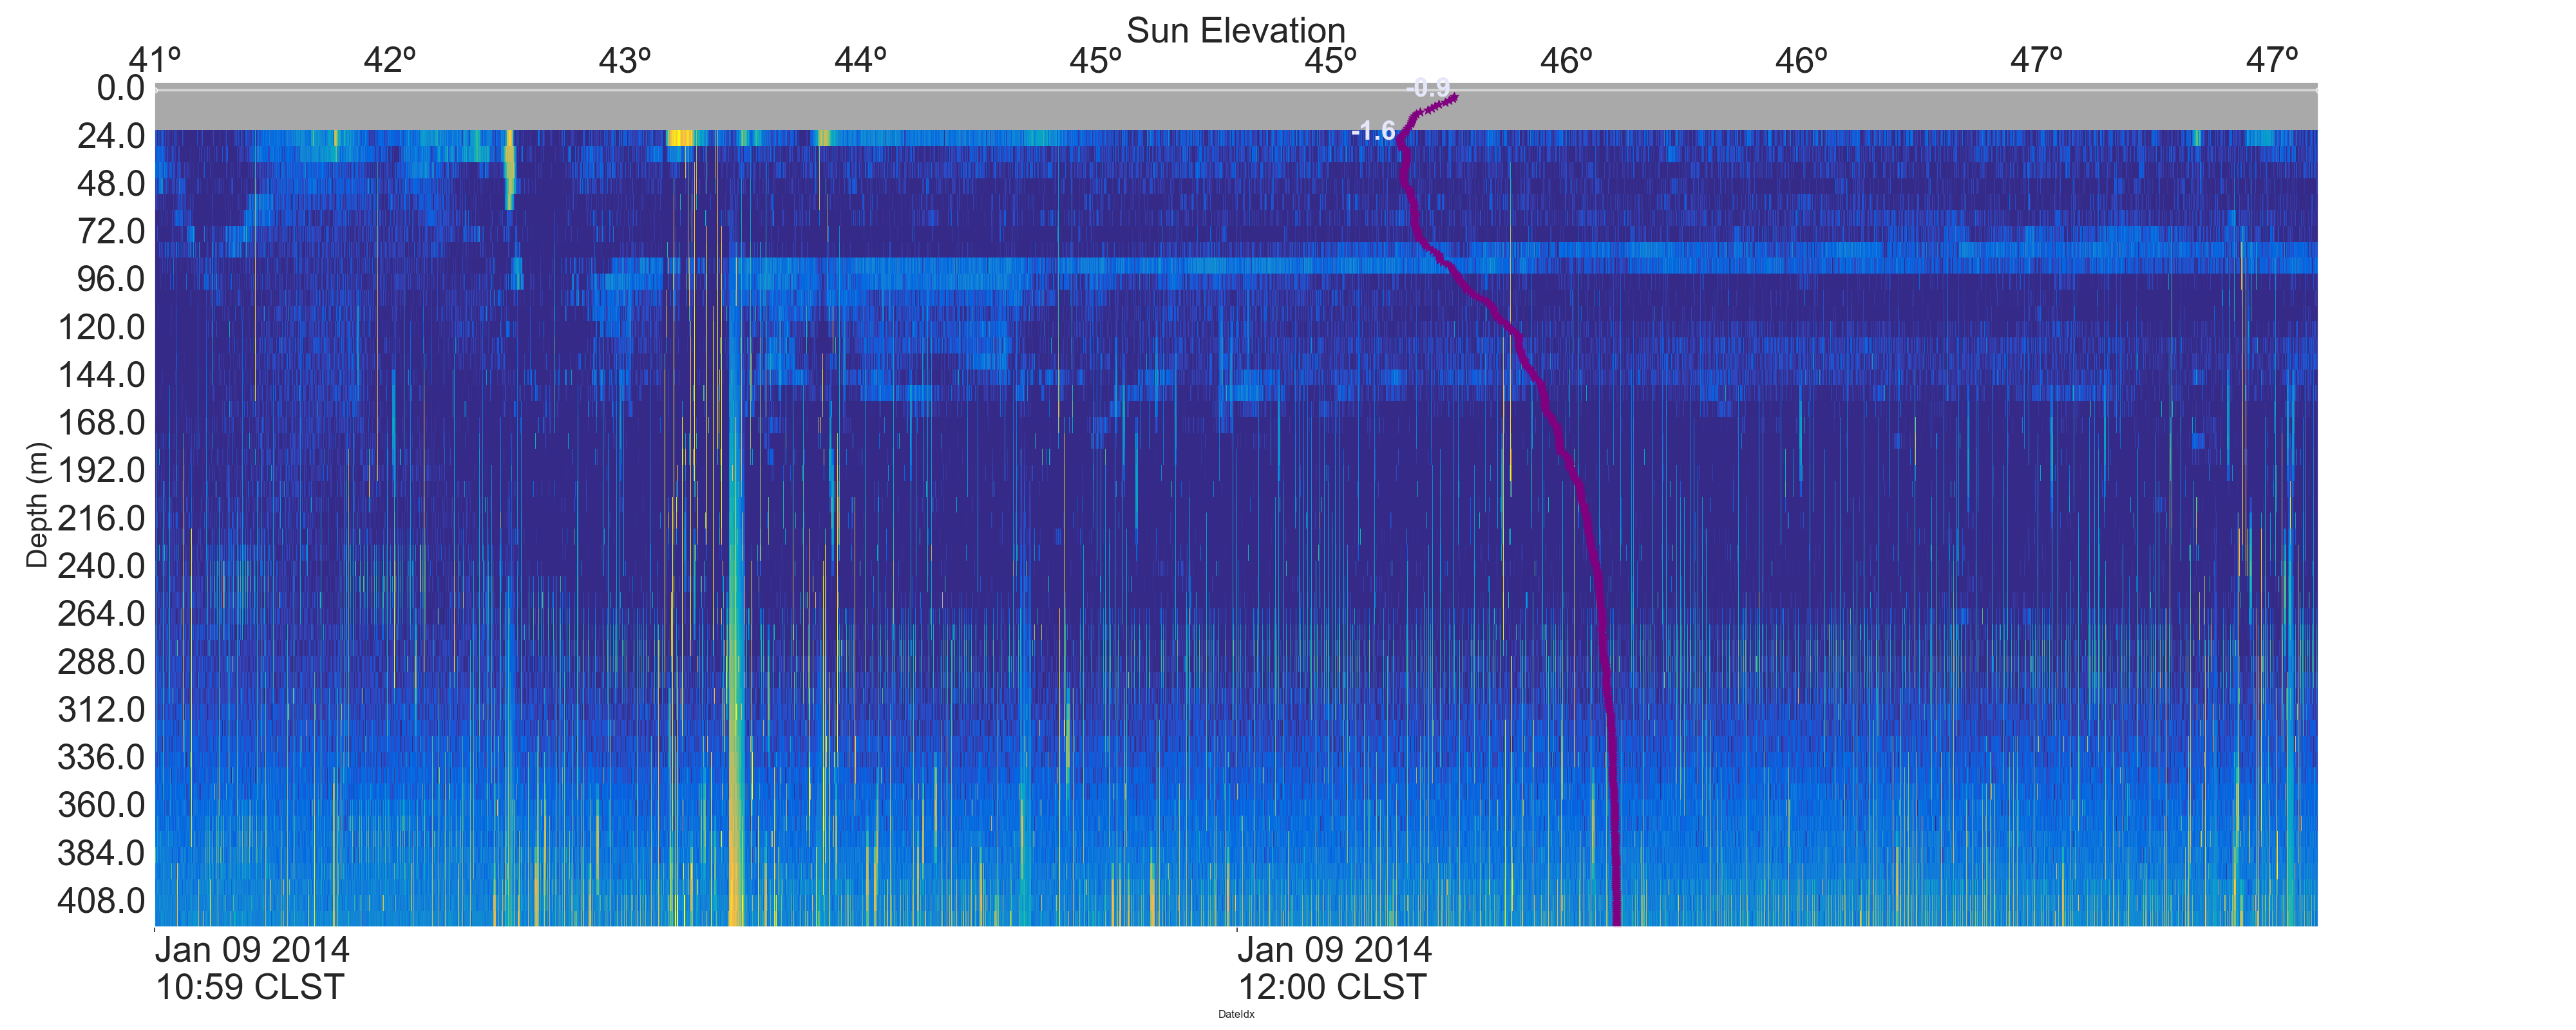 Sun Elevation
41º 42º 43º 44º 45º 45º 46º 46º 47º 47º
0.0
-0.9
24.0
-1.6
48.0
72.0
96.0
120.0
144.0
168.0
192.0
216.0
240.0
264.0
288.0
312.0
336.0
360.0
384.0
408.0
Depth (m)
Jan 09 2014
10:59 CLST
Jan 09 2014
12:00 CLST
DateIdx